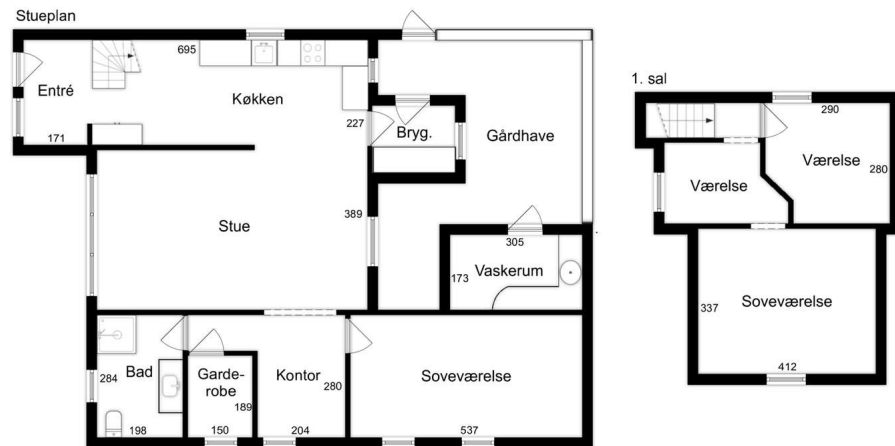 Stueplan
695
Entré
Køkken
171
227
Bryg.
Gårdhave
Stue
389
305
173
Vaskerum
284
Bad
Garde-
robe
189
Kontor
280
Soveværelse
198
150
204
537
1. sal
290
Værelse
Værelse
280
337
Soveværelse
412